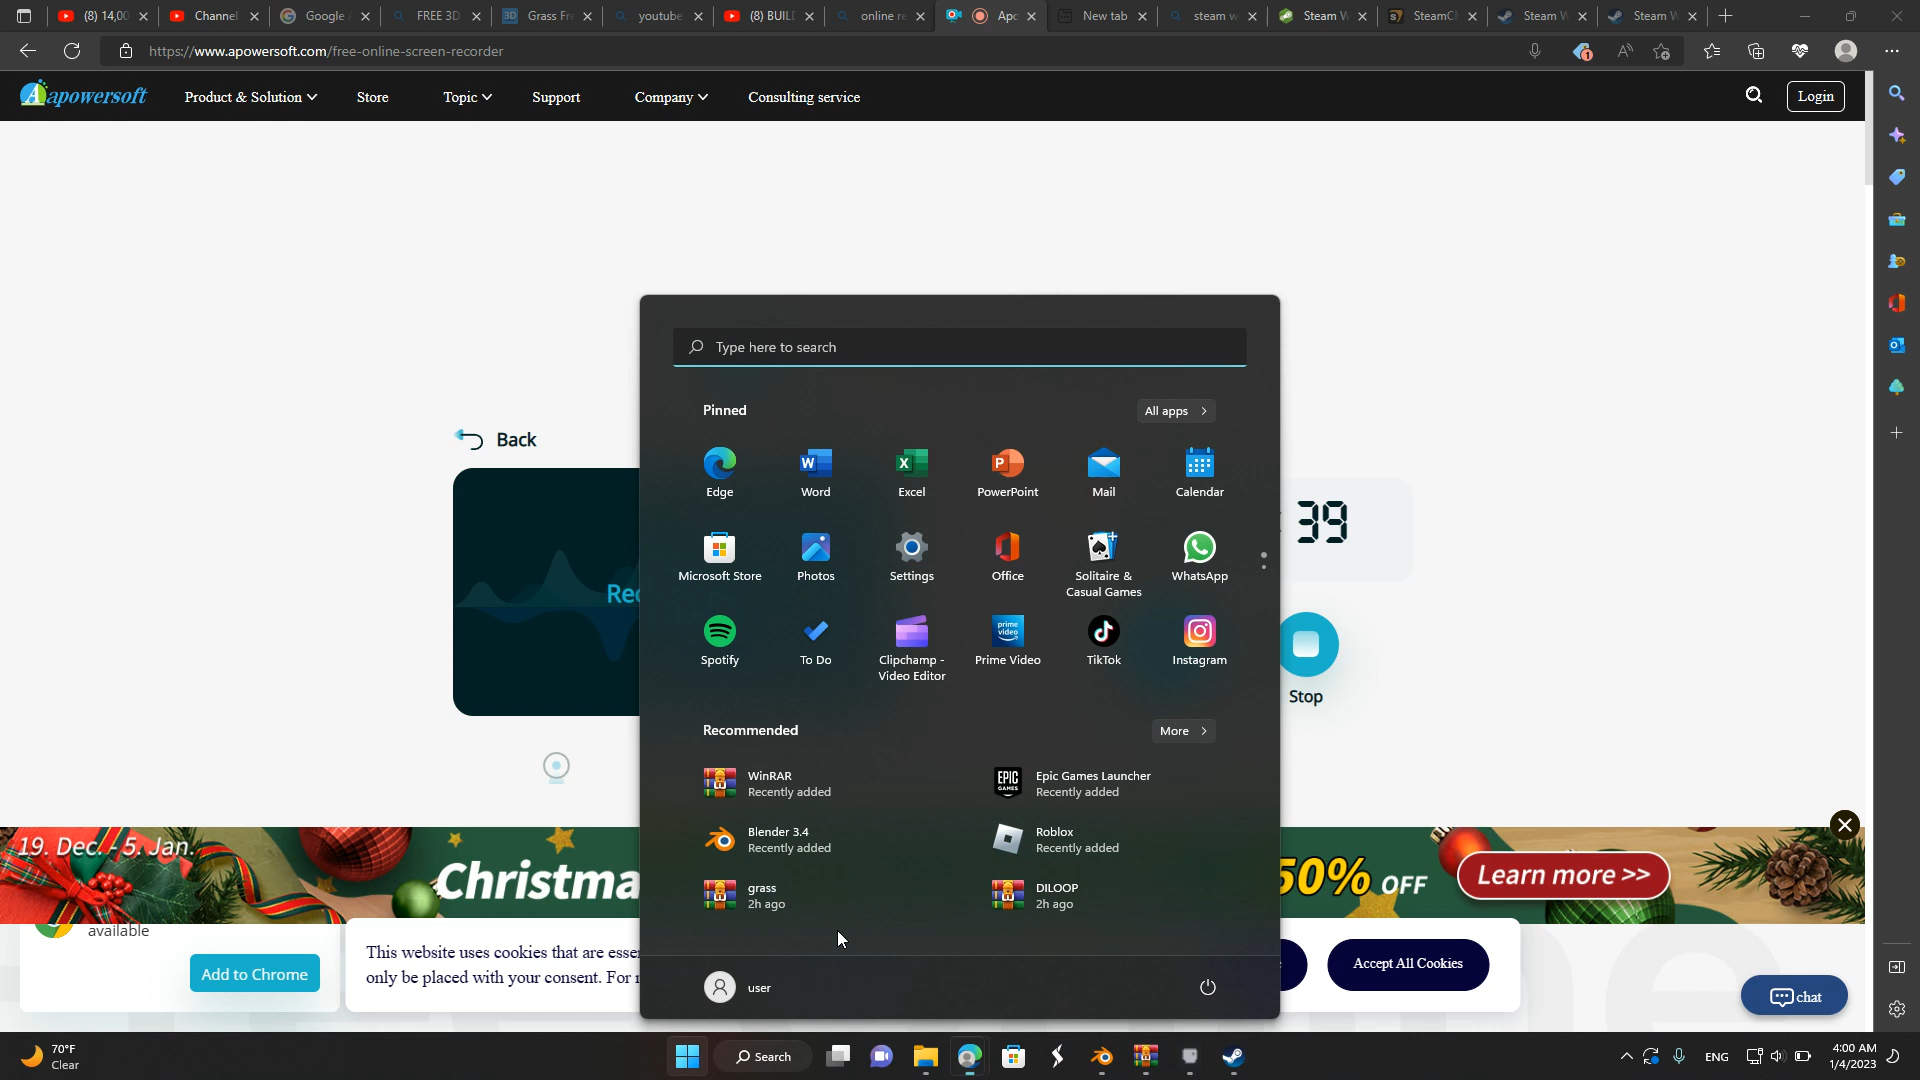 (8) 14,00
Channel
Google
FREE 3D
Grass Fr
youtube
(8) BUIL
online re
Apo
New tab
steam w
Steam W
SteamC
Steam W
Steam W
https://www.apowersoft.com/free-online-screen-recorder
1
apowersoft
Product & Solution
Store
Topic
Support
Company
Consulting service
Login
Type here to search
Pinned
All apps
Back
Edge
Word
Excel
PowerPoint
Mail
Calendar
39
Microsoft Store
Photos
Settings
Office
Solitaire &
Casual Games
WhatsApp
Rec
prime
video
Spotify
To Do
Clipchamp -
Video Editor
Prime Video
TikTok
Instagram
Stop
Recommended
More
WinRAR
Recently added
EPIC
GAMES
Epic Games Launcher
Recently added
Blender 3.4
Recently added
Roblox
Recently added
19. Dec. - 5. Jan.
Christma
50% OFF
Learn more >>
grass
2h ago
DILOOP
2h ago
available
Add to Chrome
This website uses cookies that are esse
only be placed with your consent. For
Accept All Cookies
chat
user
70°F
Clear
Search
ENG
4:00 AM
1/4/2023